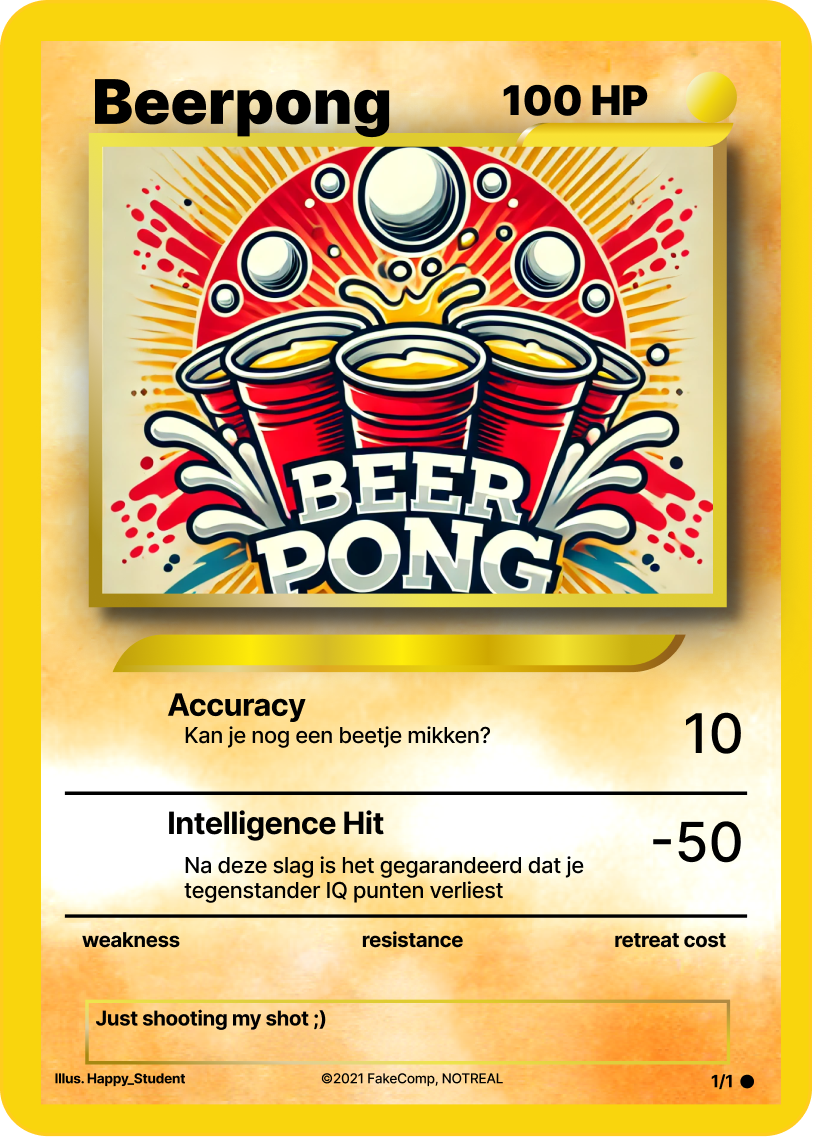 Beerpong
100 HP
BEER
PONG
Accuracy
Kan je nog een beetje mikken?
10
Intelligence Hit
-50
Na deze slag is het gegarandeerd dat je
tegenstander IQ punten verliest
weakness resistance retreat cost
Just shooting my shot ;)
Illus. Happy_Student ©2021 FakeComp, NOTREAL 1/1 ●